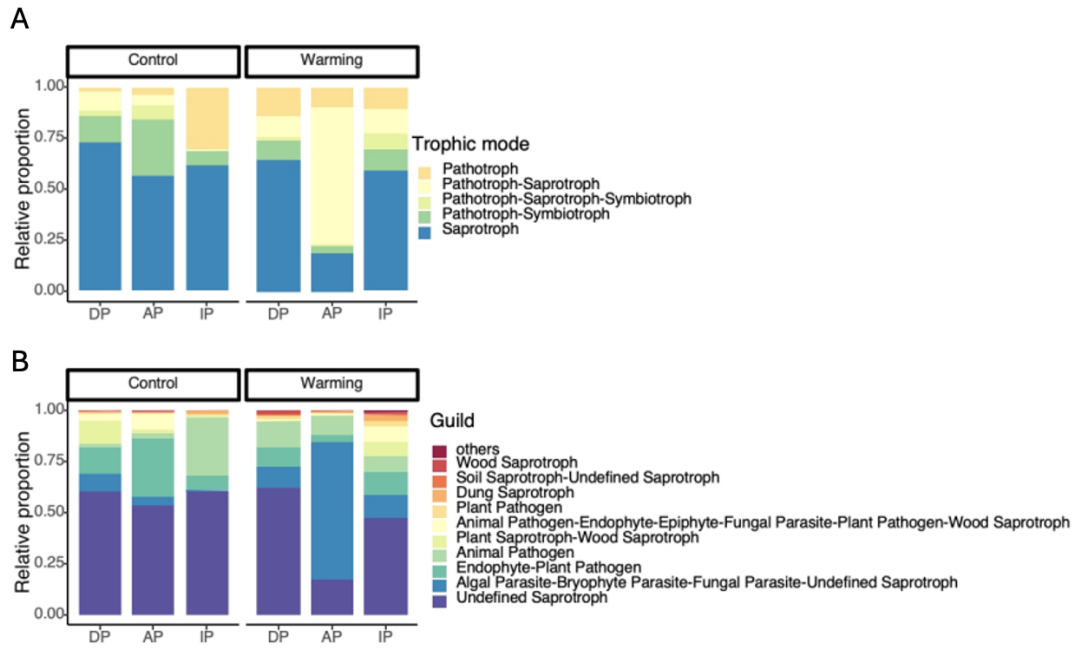 A
Control Warming
1.00
0.75
0.50
0.25
0.00
Relative proportion
DP AP IP DP AP IP
Trophic mode
Pathotroph
Pathotroph-Saprotroph
Pathotroph-Saprotroph-Symbiotroph
Pathotroph-Symbiotroph
Saprotroph
B
Control Warming
1.00
0.75
0.50
0.25
0.00
Relative proportion
DP AP IP DP AP IP
Guild
others
Wood Saprotroph
Soil Saprotroph-Undefined Saprotroph
Dung Saprotroph
Plant Pathogen
Animal Pathogen-Endophyte-Epiphyte-Fungal Parasite-Plant Pathogen-Wood Saprotroph
Plant Saprotroph-Wood Saprotroph
Animal Pathogen
Endophyte-Plant Pathogen
Algal Parasite-Bryophyte Parasite-Fungal Parasite-Undefined Saprotroph
Undefined Saprotroph